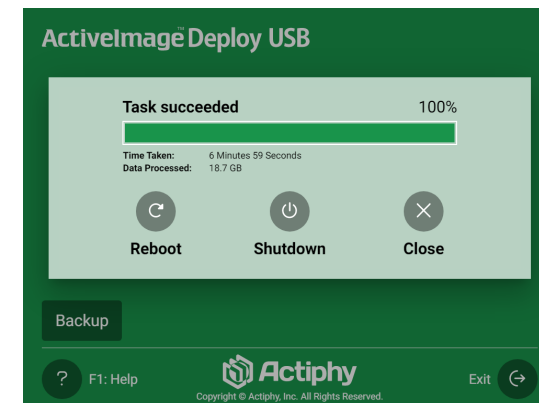 ActiveImage™ Deploy USB
Task succeeded 100%
Time Taken: 6 Minutes 59 Seconds
Data Processed: 18.7 GB
Reboot Shutdown Close
Backup
? F1: Help Actiphy Exit
Copyright © Actiphy, Inc. All Rights Reserved.